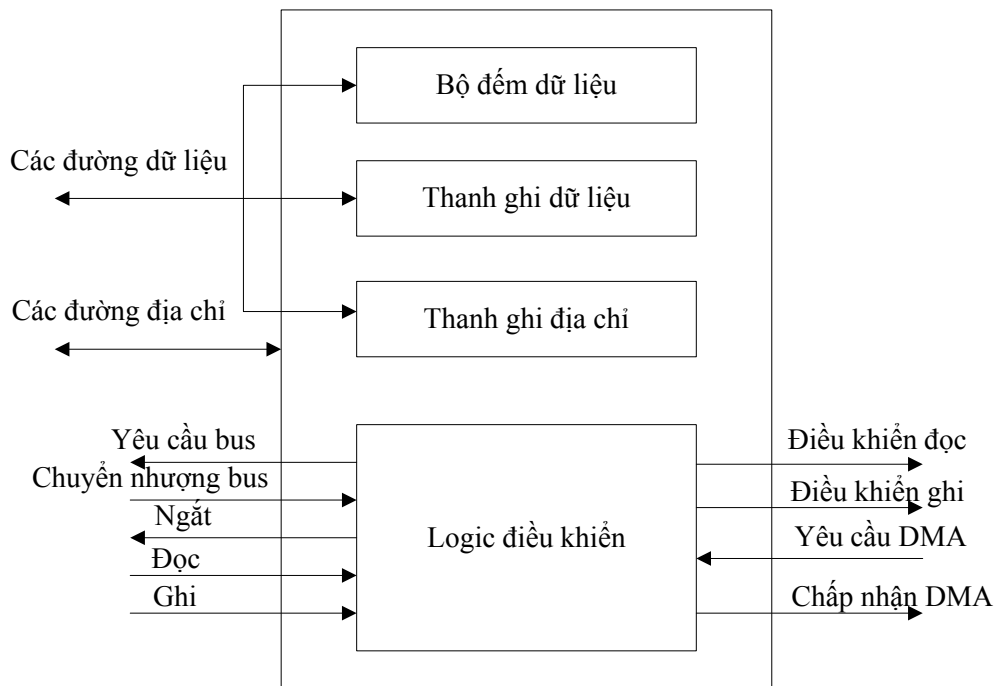 Bộ đếm dữ liệu
Các đường dữ liệu
Thanh ghi dữ liệu
Các đường địa chỉ
Thanh ghi địa chỉ
Yêu cầu bus
Chuyển nhượng bus
Ngắt
Đọc
Ghi
Logic điều khiển
Điều khiển đọc
Điều khiển ghi
Yêu cầu DMA
Chấp nhận DMA